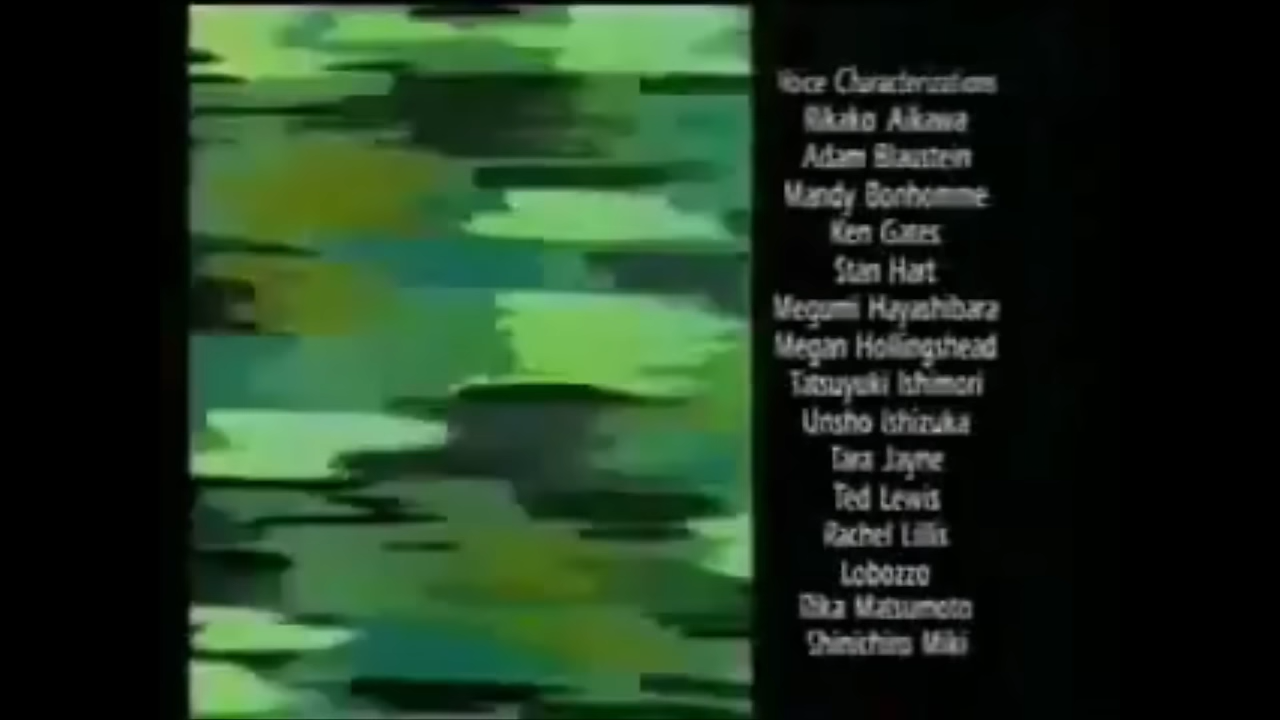 Voice Characterizations
Rikako Aikawa
Adam Blaustein
Mandy Bonhomme
Ken Gates
Stan Hart
Megumi Hayashibara
Megan Hollingshead
Tatsuyuki Ishimori
Unsho Ishizuka
Tara Jayne
Ted Lewis
Rachel Lillis
Lobozzo
Rika Matsumoto
Shinichiro Miki